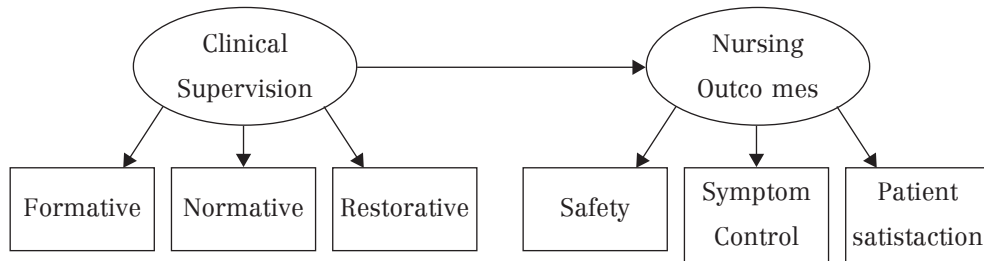 Clinical
Supervision
Nursing
Outco mes
Formative
Normative
Restorative
Safety
Symptom
Control
Patient
satistaction